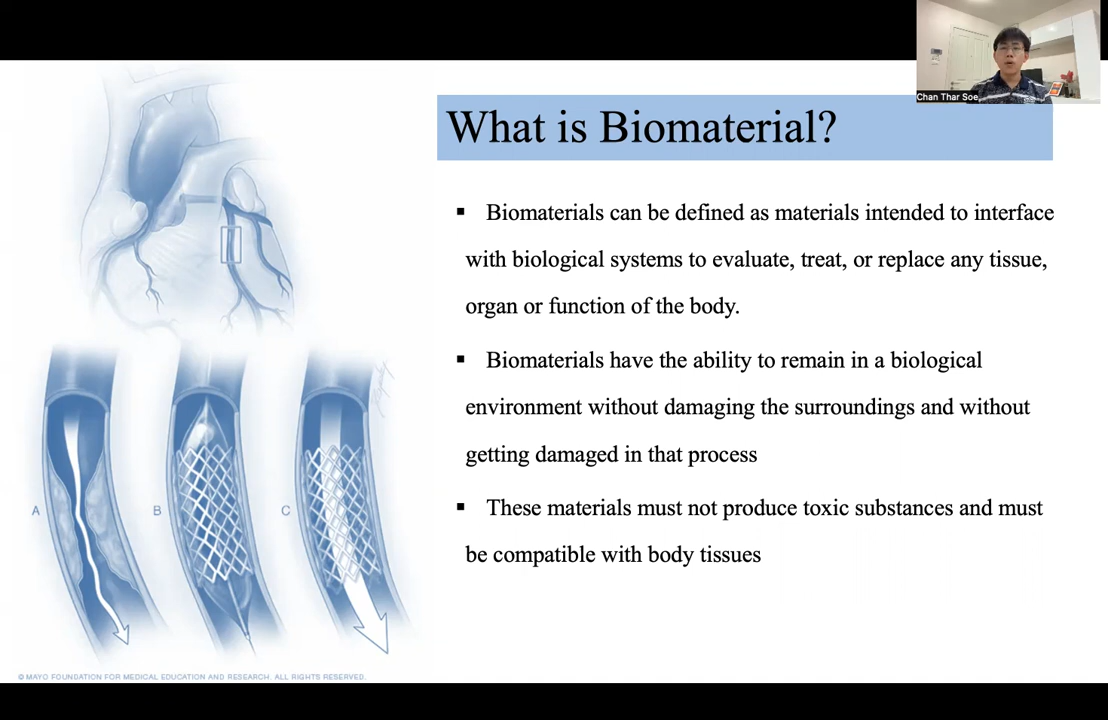 Chan Thar Soe
What is Biomaterial?
▪ Biomaterials can be defined as materials intended to interface
with biological systems to evaluate, treat, or replace any tissue,
organ or function of the body.
▪ Biomaterials have the ability to remain in a biological
environment without damaging the surroundings and without
getting damaged in that process
▪ These materials must not produce toxic substances and must
be compatible with body tissues
A
B
C
© MAYO FOUNDATION FOR MEDICAL EDUCATION AND RESEARCH. ALL RIGHTS RESERVED.